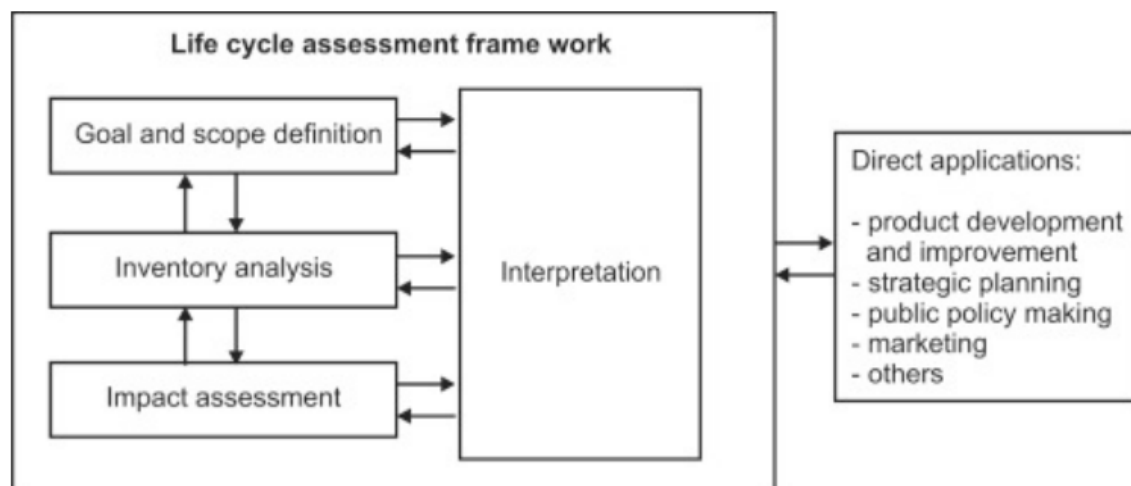 Life cycle assessment frame work
Goal and scope definition
Inventory analysis
Impact assessment
Interpretation
Direct applications:
- product development
and improvement
- strategic planning
- public policy making
- marketing
- others